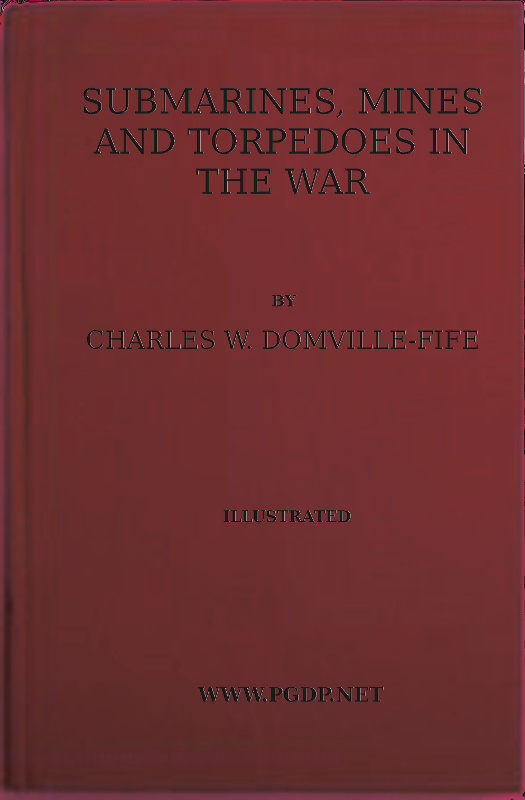 SUBMARINES, MINES
AND TORPEDOES IN
THE WAR
BY
CHARLES W. DOMVILLE-FIFE
ILLUSTRATED
WWW.PGDP.NET